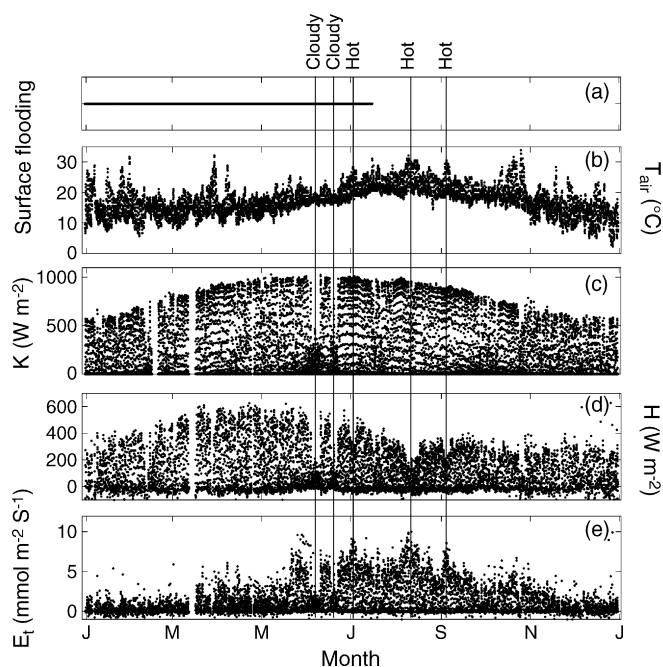 Cloudy
Cloudy
Hot
Hot
Hot
Surface flooding
(a)
30
20
10
0
(b)
T_air (°C)
K (W m⁻²)
1000
500
0
(c)
600
400
200
0
(d)
H (W m⁻²)
E_t (mmol m⁻² S⁻¹)
10
5
0
(e)
J M M J S N J
Month